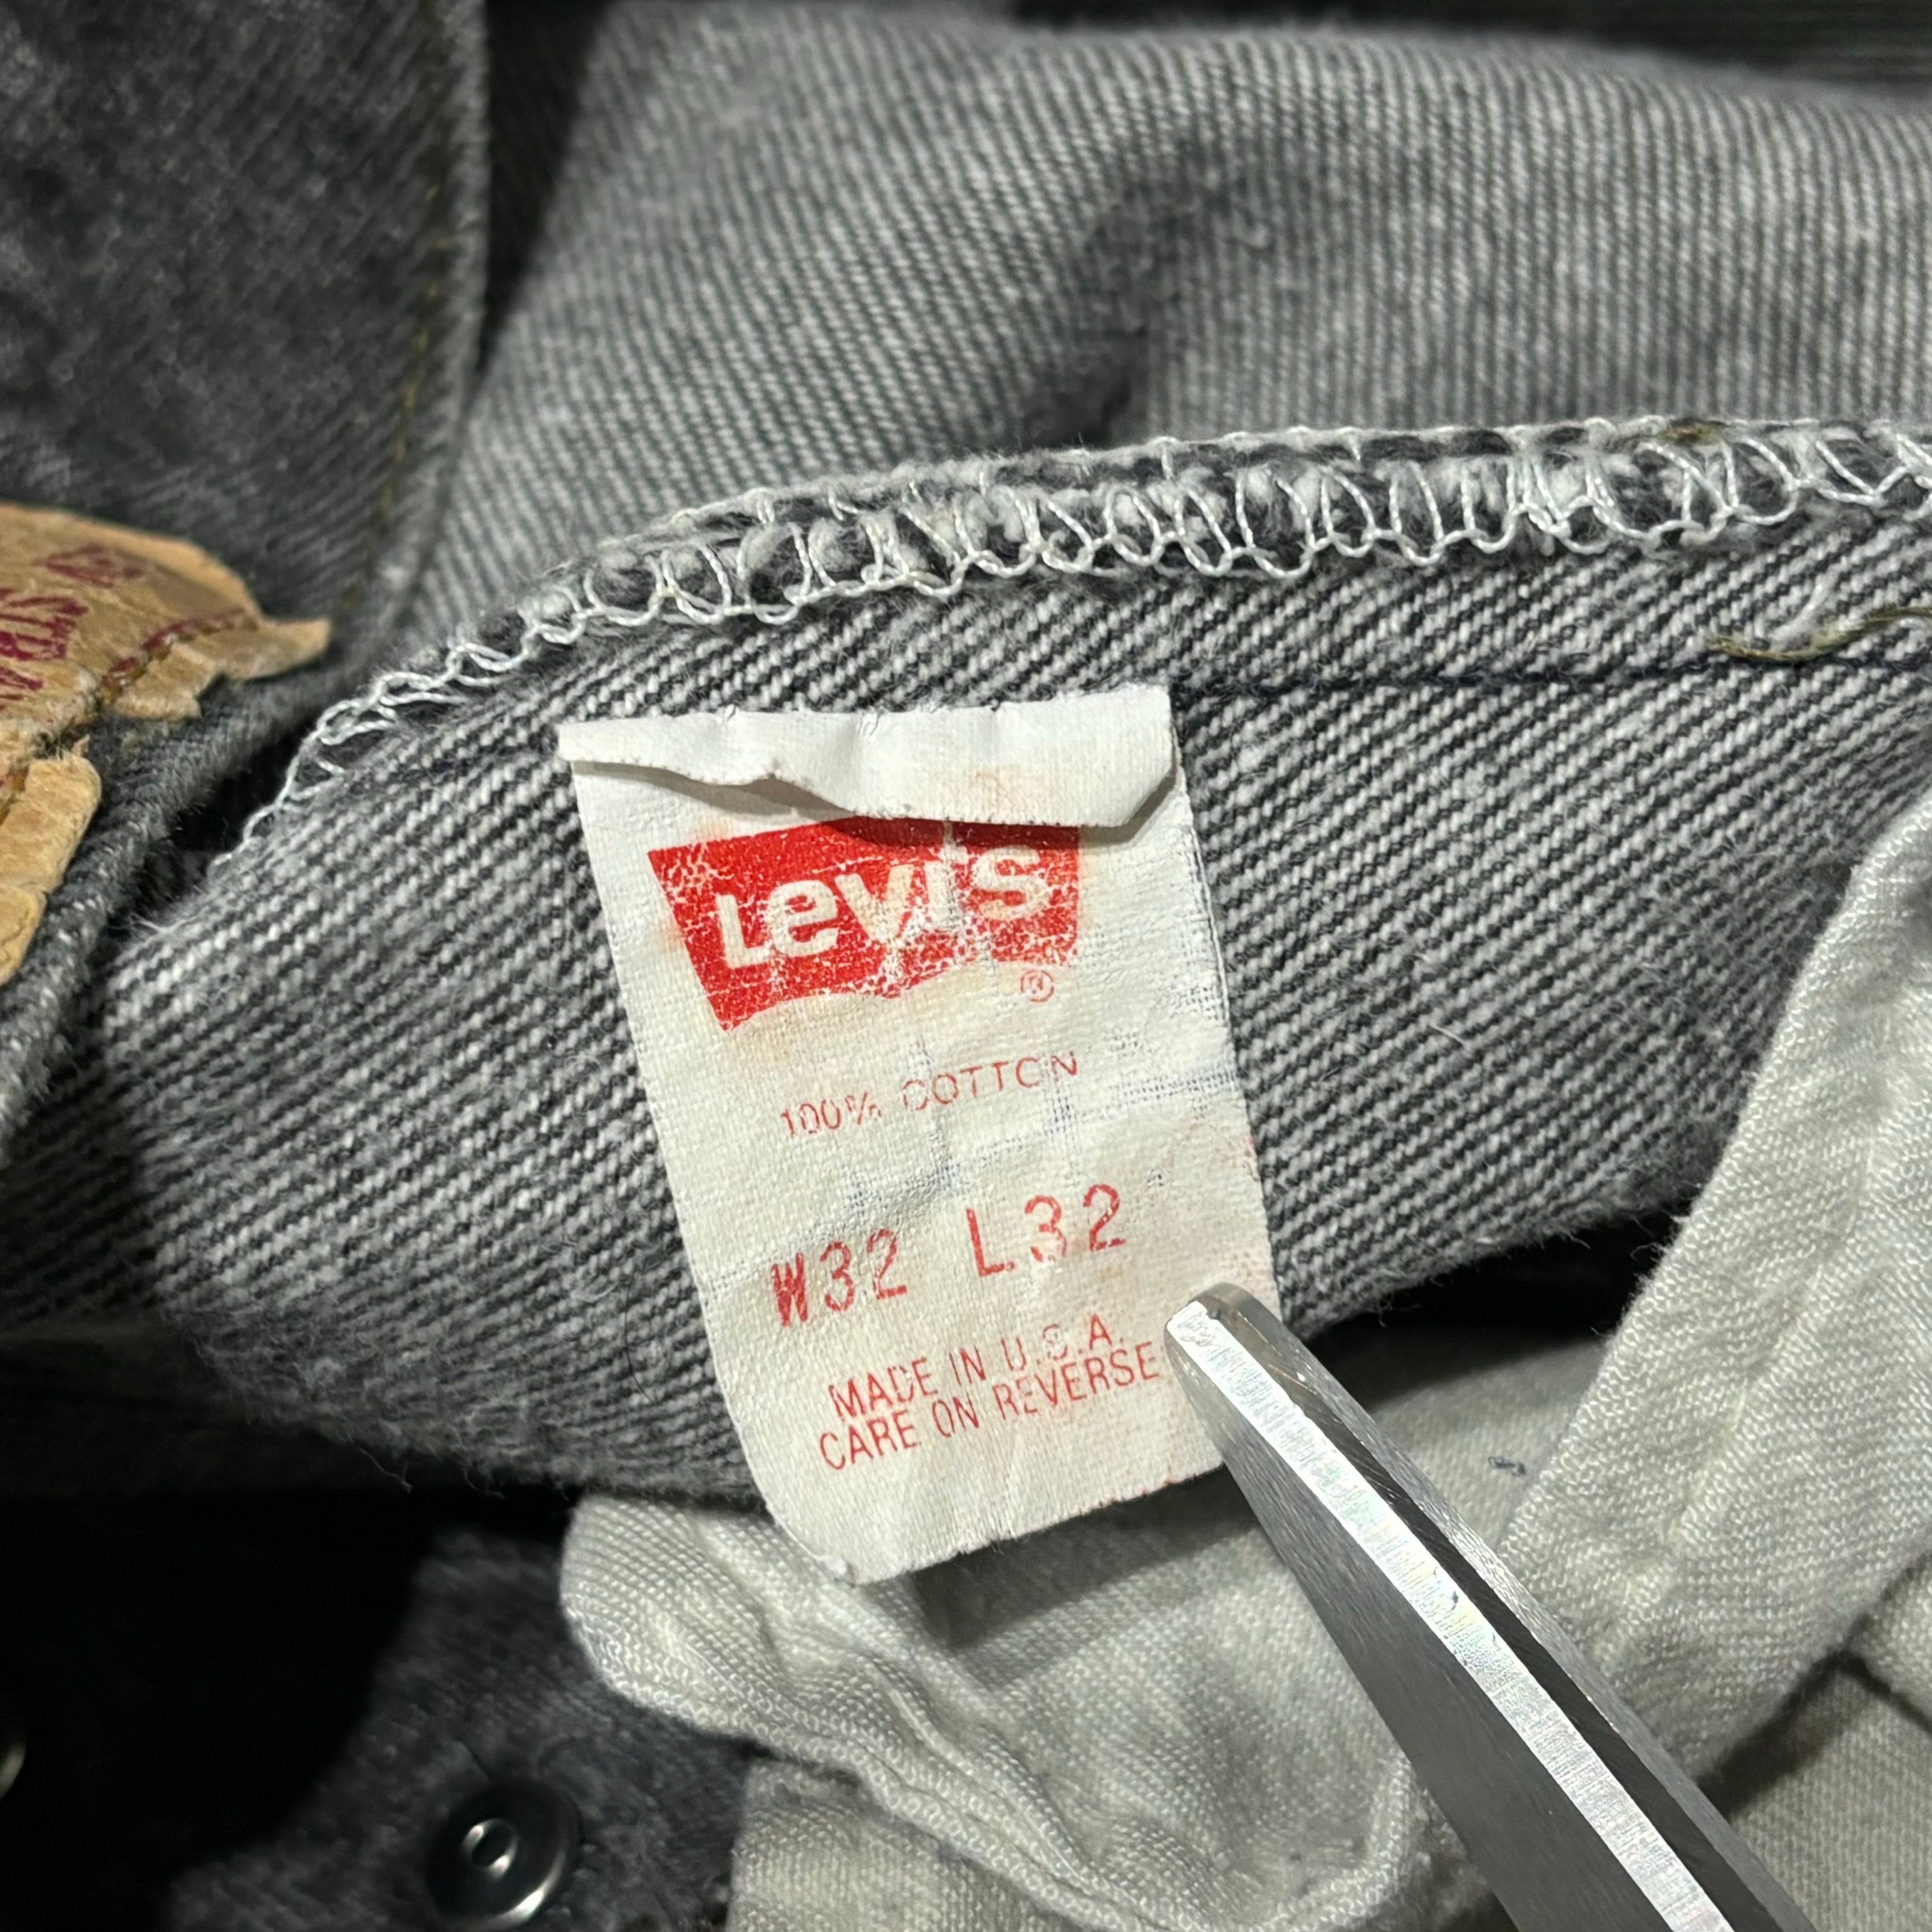 Levi's
®
100% COTTON
W32 L32
MADE IN U.S.A.
CARE ON REVERSE